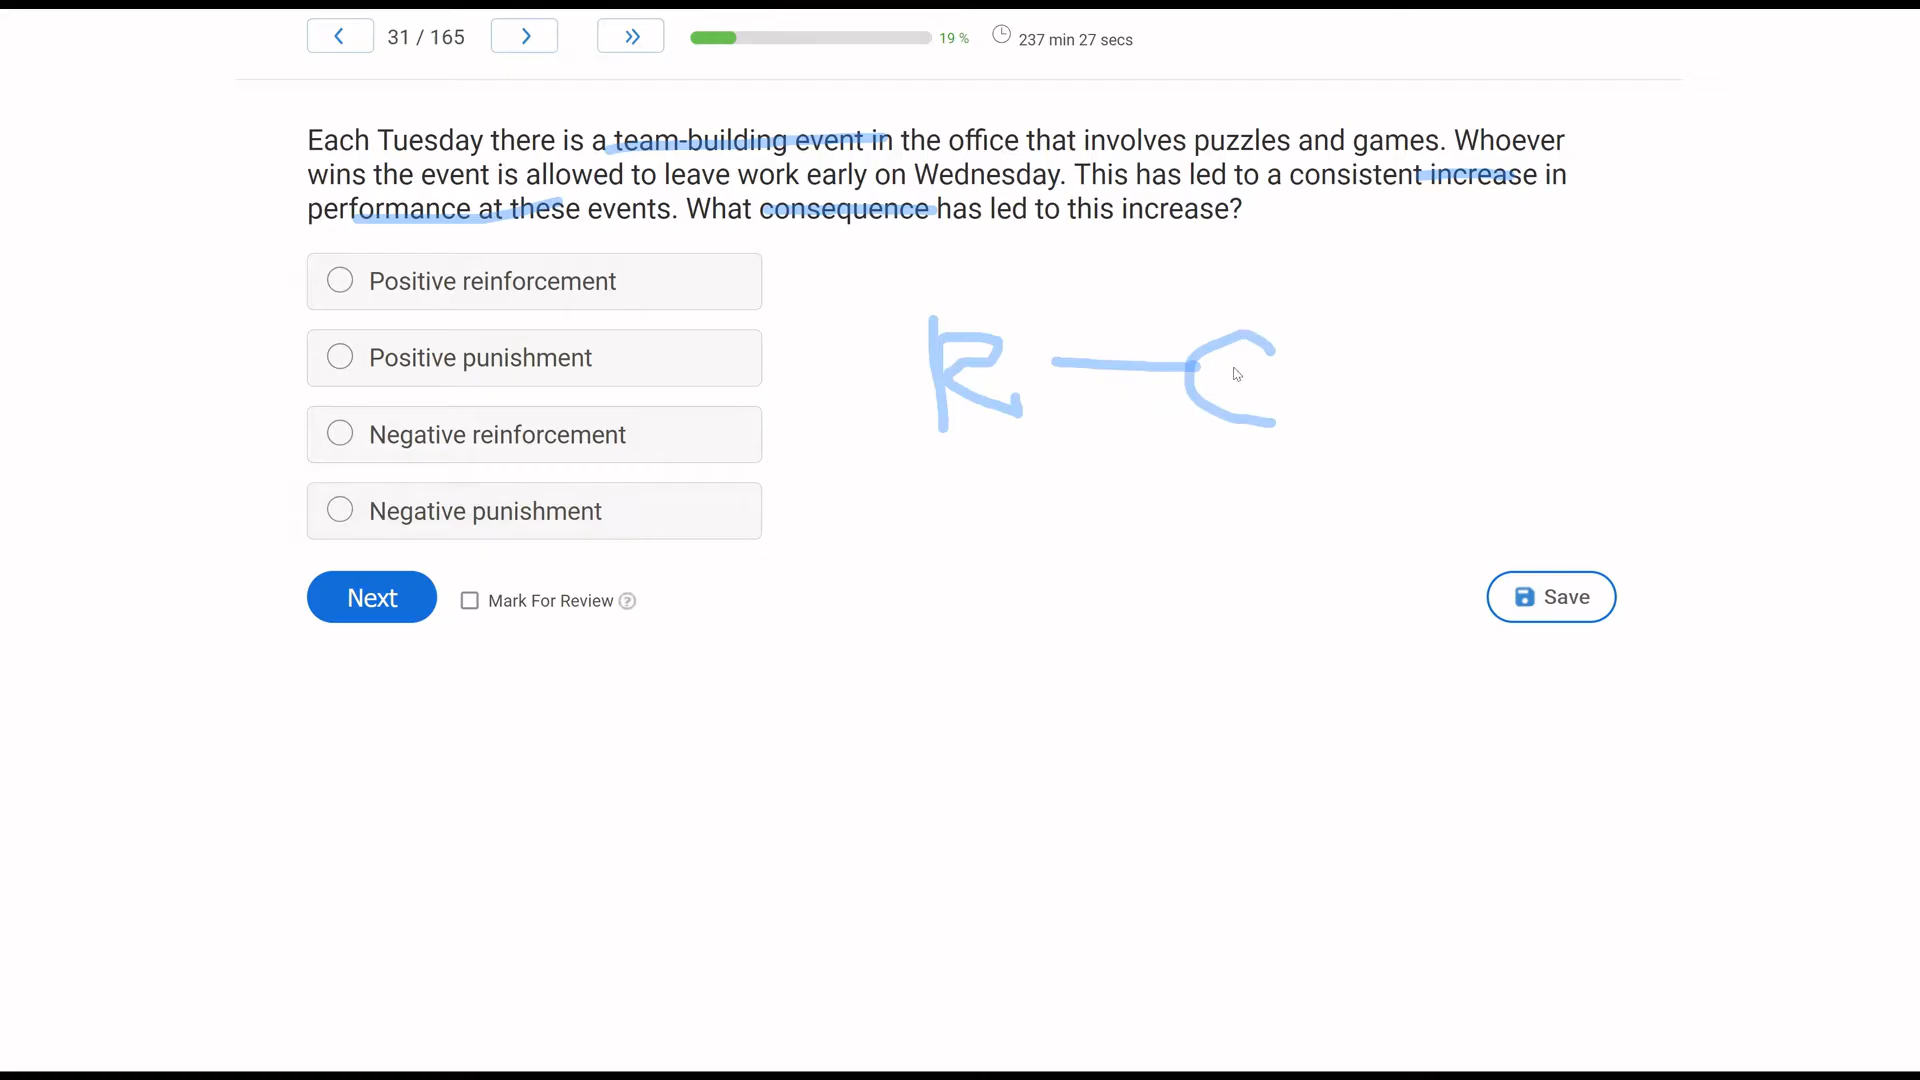 31 / 165
19 %
237 min 27 secs
Each Tuesday there is a team-building event in the office that involves puzzles and games. Whoever
wins the event is allowed to leave work early on Wednesday. This has led to a consistent increase in
performance at these events. What consequence has led to this increase?
Positive reinforcement
Positive punishment
R — C
Negative reinforcement
Negative punishment
Next
Mark For Review ?
Save